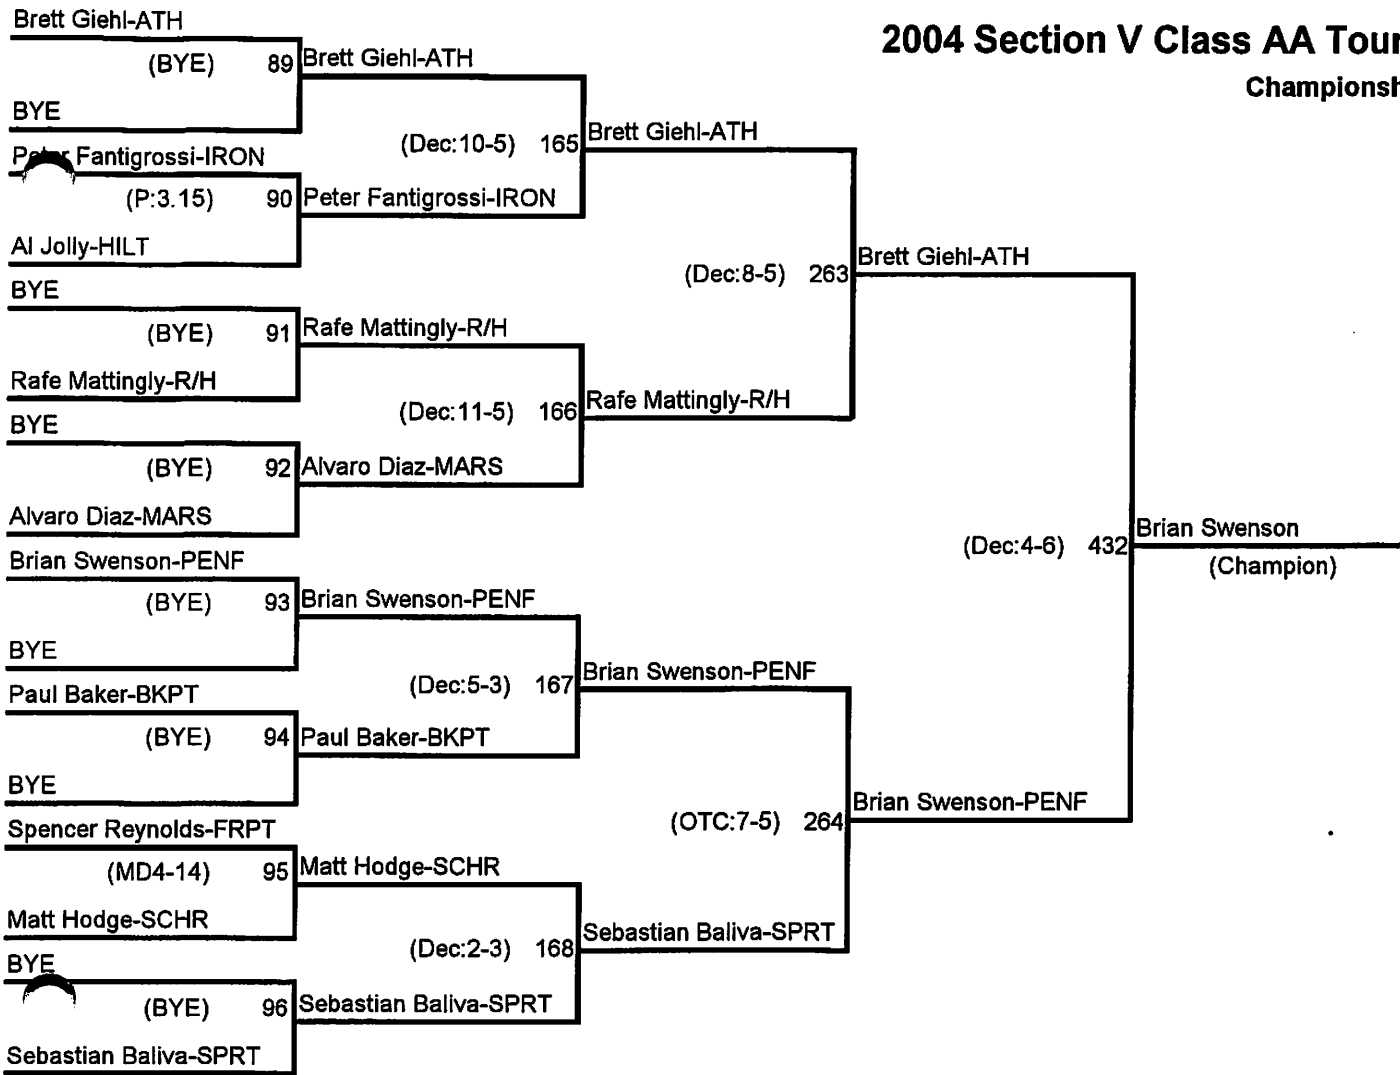 2004 Section V Class AA Tour
Championsh
Brett Giehl-ATH
(BYE) 89
BYE
Brett Giehl-ATH
Peter Fantigrossi-IRON
(P:3.15) 90
Al Jolly-HILT
Peter Fantigrossi-IRON
(Dec:10-5) 165
Brett Giehl-ATH
BYE
(BYE) 91
Rafe Mattingly-R/H
Rafe Mattingly-R/H
BYE
(BYE) 92
Alvaro Diaz-MARS
Alvaro Diaz-MARS
(Dec:11-5) 166
Rafe Mattingly-R/H
(Dec:8-5) 263
Brett Giehl-ATH
Brian Swenson-PENF
(BYE) 93
BYE
Brian Swenson-PENF
Paul Baker-BKPT
(BYE) 94
BYE
Paul Baker-BKPT
(Dec:5-3) 167
Brian Swenson-PENF
Spencer Reynolds-FRPT
(MD4-14) 95
Matt Hodge-SCHR
Matt Hodge-SCHR
BYE
(BYE) 96
Sebastian Baliva-SPRT
Sebastian Baliva-SPRT
(Dec:2-3) 168
Sebastian Baliva-SPRT
(OTC:7-5) 264
Brian Swenson-PENF
(Dec:4-6) 432
Brian Swenson
(Champion)